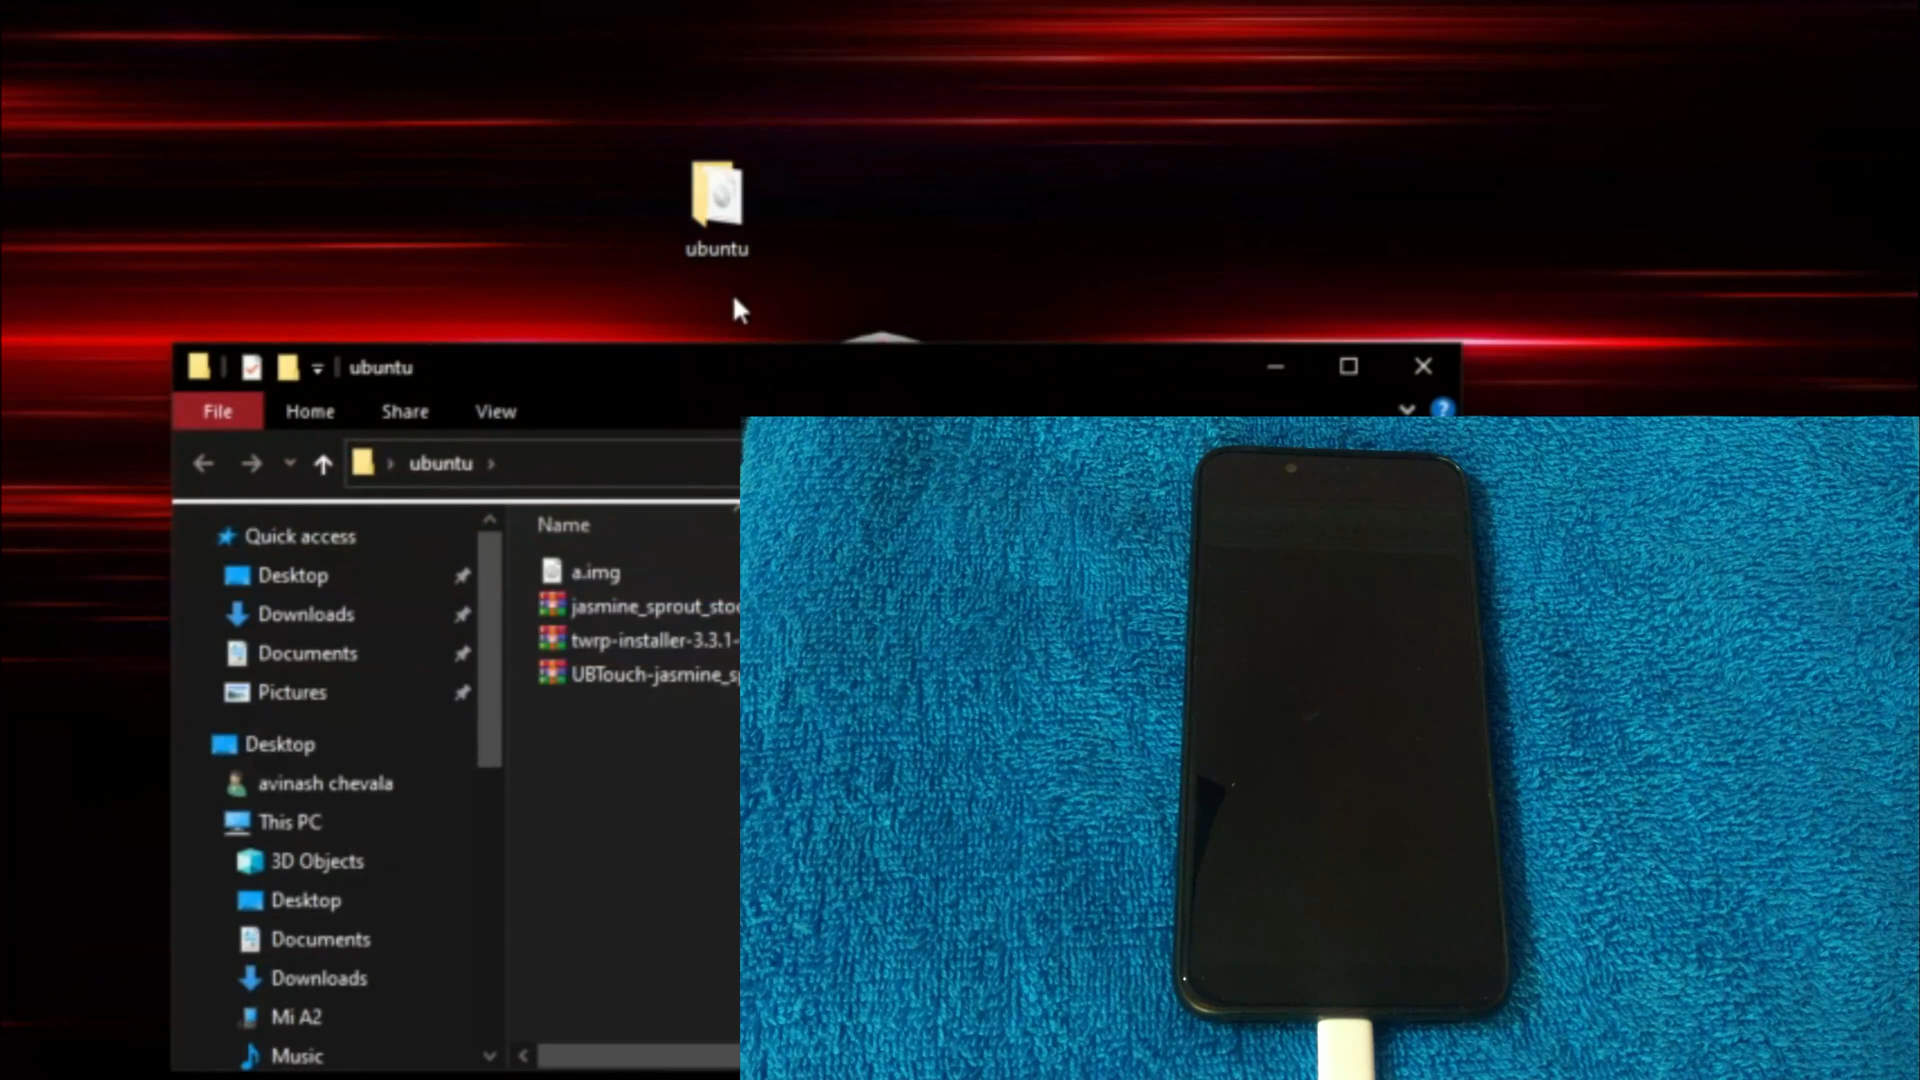 ubuntu
ubuntu
File Home Share View
ubuntu
Name
Quick access
Desktop
Downloads
Documents
Pictures
Desktop
avinash chevala
This PC
3D Objects
Desktop
Documents
Downloads
Mi A2
Music
a.img
jasmine_sprout_stoc
twrp-installer-3.3.1-
UBTouch-jasmine_sp